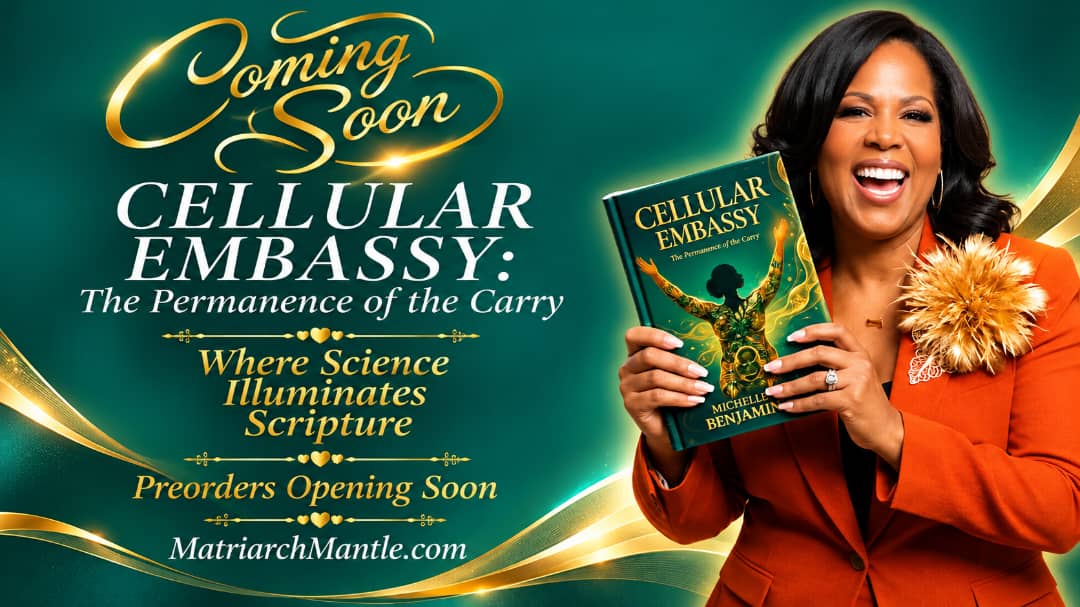 Coming
Soon
CELLULAR
EMBASSY:
The Permanence of the Carry
Where Science
Illuminates
Scripture
Preorders Opening Soon
MatriarchMantle.com
CELLULAR
EMBASSY
The Permanence of the Carry
MICHELLE
BENJAMIN